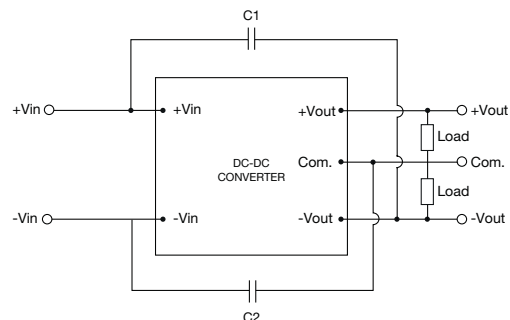 C1
+Vin
+Vin
+Vout
+Vout
Load
DC-DC
CONVERTER
Com.
Com.
Load
-Vin
-Vin
-Vout
-Vout
C2